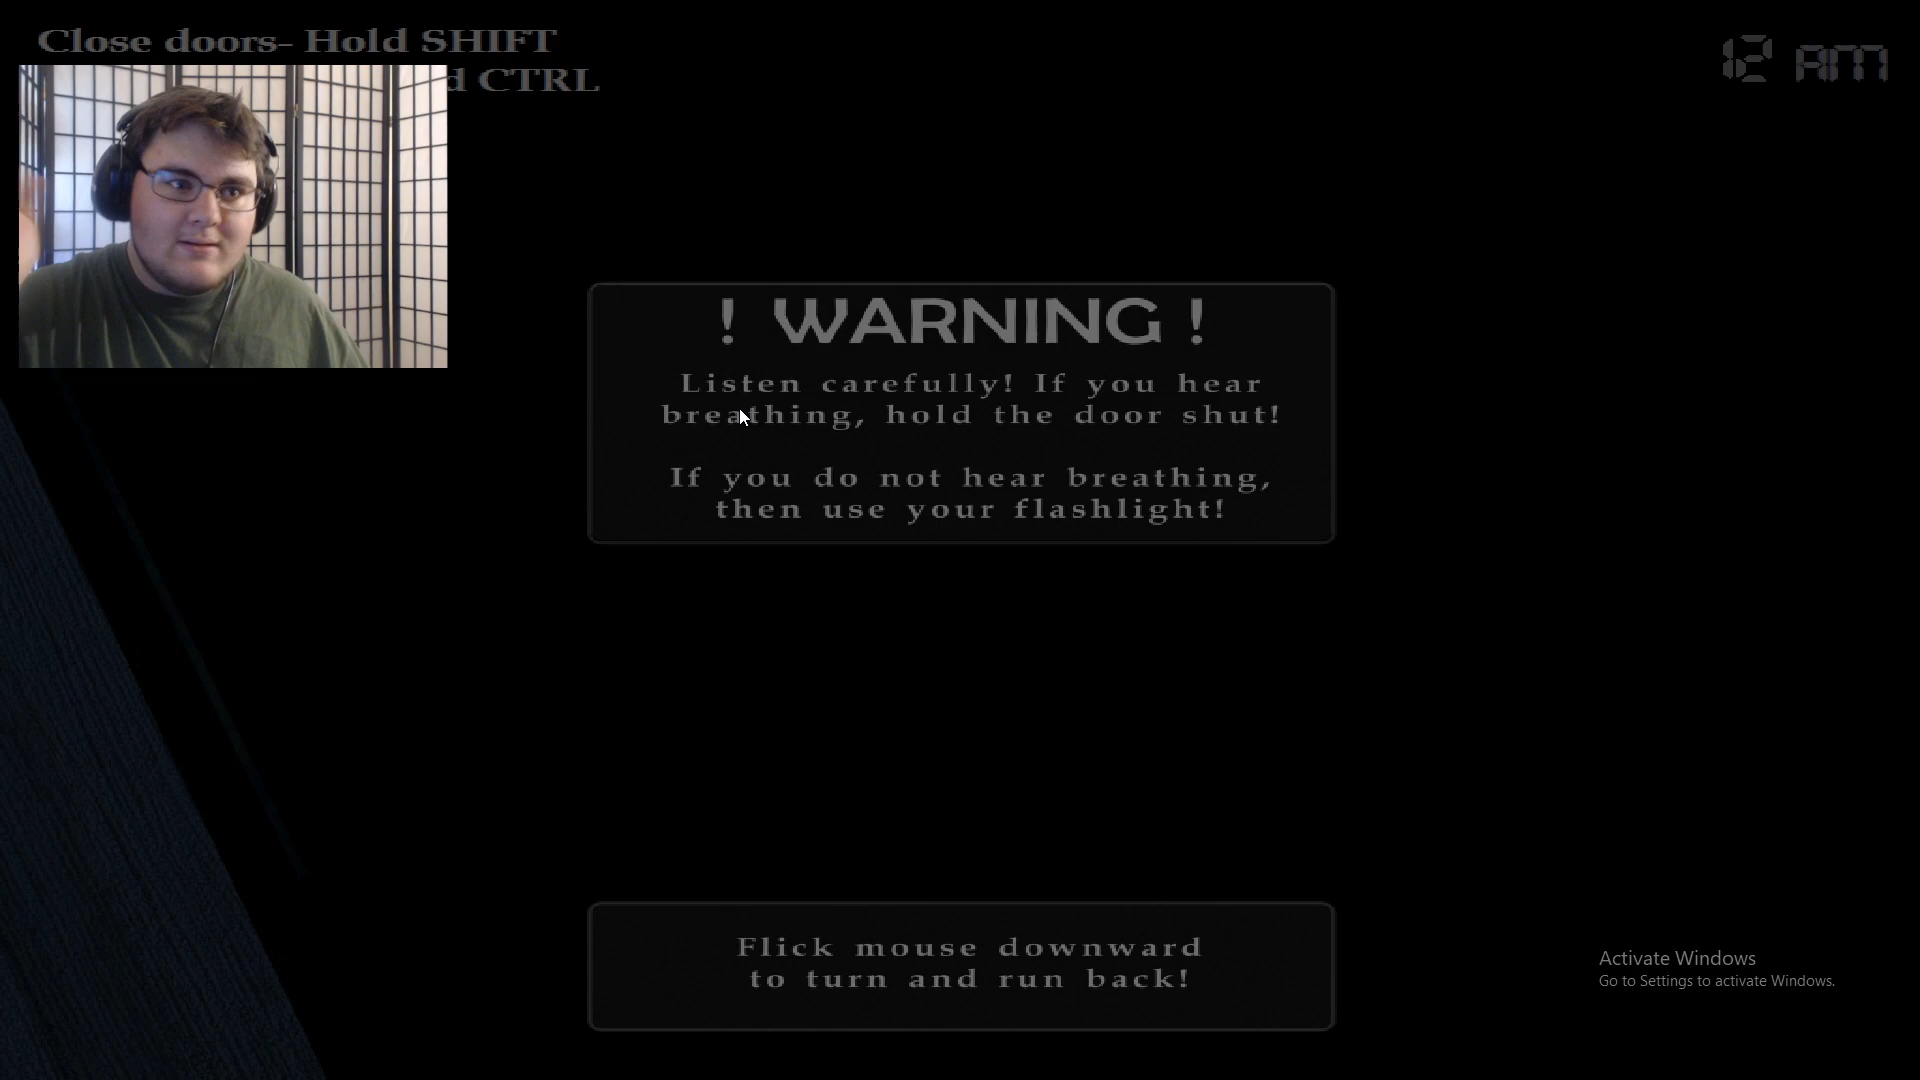 Close doors- Hold SHIFT
CTRL
12 AM
! WARNING !
Listen carefully! If you hear
breathing, hold the door shut!
If you do not hear breathing,
then use your flashlight!
Flick mouse downward
to turn and run back!
Activate Windows
Go to Settings to activate Windows.